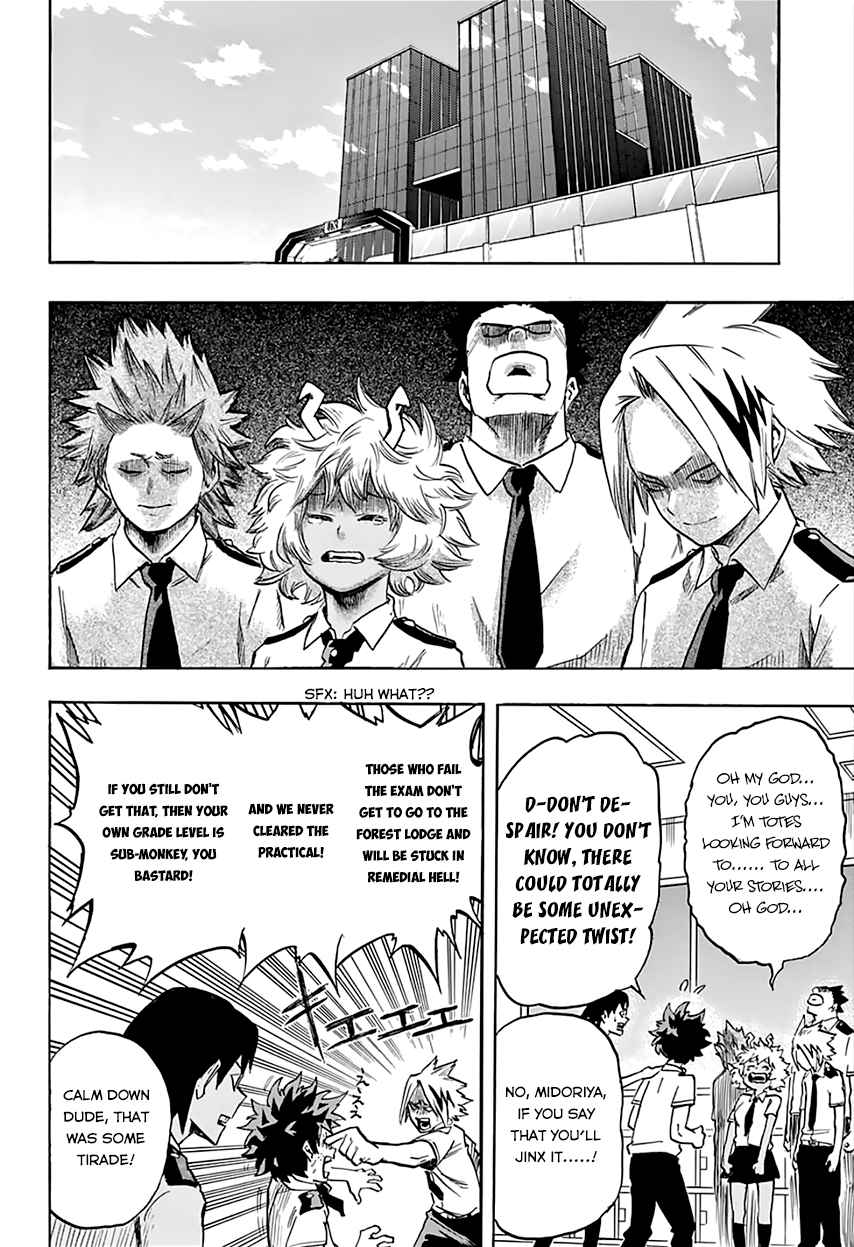 SFX: HUH WHAT??
OH MY GOD...
YOU, YOU GUYS...
I'M TOTES
LOOKING FORWARD
TO...... TO ALL
YOUR STORIES....
OH GOD...
D-DON'T DE-
SPAIR! YOU DON'T
KNOW, THERE
COULD TOTALLY
BE SOME UNEX-
PECTED TWIST!
NO, MIDORIYA,
IF YOU SAY
THAT YOU'LL
JINX IT.....!
THOSE WHO FAIL
THE EXAM DON'T
GET TO GO TO THE
FOREST LODGE AND
WILL BE STUCK IN
REMEDIAL HELL!
AND WE NEVER
CLEARED THE
PRACTICAL!
IF YOU STILL DON'T
GET THAT, THEN YOUR
OWN GRADE LEVEL IS
SUB-MONKEY, YOU
BASTARD!
キエエエ
CALM DOWN
DUDE, THAT
WAS SOME
TIRADE!